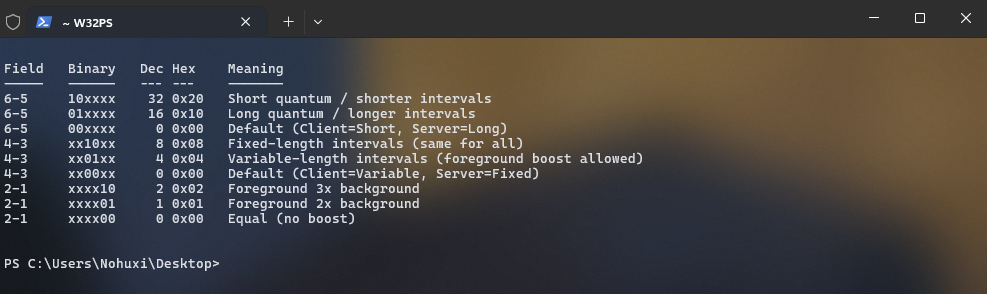 ~ W32PS
Field   Binary   Dec Hex    Meaning
-----   ------   --- ---    -------
6-5     10xxxx    32 0x20   Short quantum / shorter intervals
6-5     01xxxx    16 0x10   Long quantum / longer intervals
6-5     00xxxx     0 0x00   Default (Client=Short, Server=Long)
4-3     xx10xx     8 0x08   Fixed-length intervals (same for all)
4-3     xx01xx     4 0x04   Variable-length intervals (foreground boost allowed)
4-3     xx00xx     0 0x00   Default (Client=Variable, Server=Fixed)
2-1     xxxx10     2 0x02   Foreground 3x background
2-1     xxxx01     1 0x01   Foreground 2x background
2-1     xxxx00     0 0x00   Equal (no boost)
PS C:\Users\Nohuxi\Desktop>